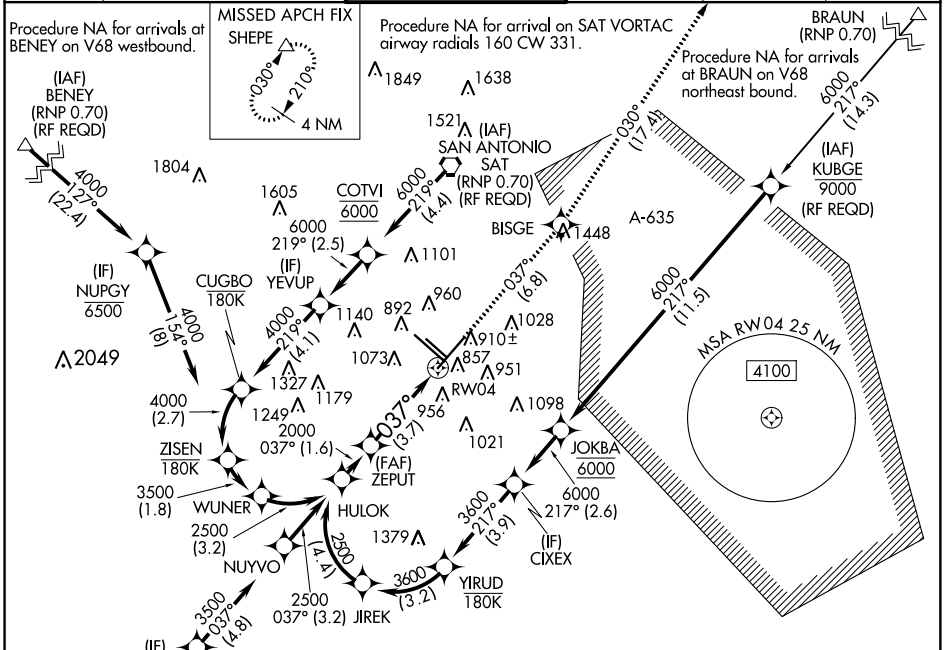 Procedure NA for arrivals at
BENEY on V68 westbound.
MISSED APCH FIX
SHEPE
030°
210°
4 NM
Procedure NA for arrival on SAT VORTAC
airway radials 160 CW 331.
BRAUN
(RNP 0.70)
Procedure NA for arrivals
at BRAUN on V68
northeast bound.
(IAF)
BENEY
(RNP 0.70)
(RF REQD)
1849
1638
1521
(IAF)
SAN ANTONIO
SAT
(RNP 0.70)
(RF REQD)
030°
(17.4)
6000
217°
(14.3)
(IAF)
KUBGE
9000
(RF REQD)
4000
127°
(22.4)
1804
1605
COTVI
6000
6000
219°
(4.4)
6000
219° (2.5)
BISGE
1448
A-635
1101
(IF)
NUPGY
6500
CUGBO
180K
(IF)
YEVUP
037°
(6.8)
6000
217°
(11.5)
4000
154°
(8)
4000
219°
(4.1)
1140
892
960
1028
910±
MSA RW04 25 NM
4100
2049
1073
857
951
RW04
1327
1179
1249
956
1098
1021
4000
(2.7)
2000
037° (1.6)
037°
(3.7)
(FAF)
ZEPUT
JOKBA
6000
ZISEN
180K
3500
(1.8)
WUNER
HULOK
6000
217° (2.6)
2500
(3.2)
3600
217°
(3.9)
(IF)
CIXEX
1379
NUYVO
2500
(4.4)
3600
(3.2)
YIRUD
180K
2500
037° (3.2)
JIREK
3500
037°
(4.8)
(IF)